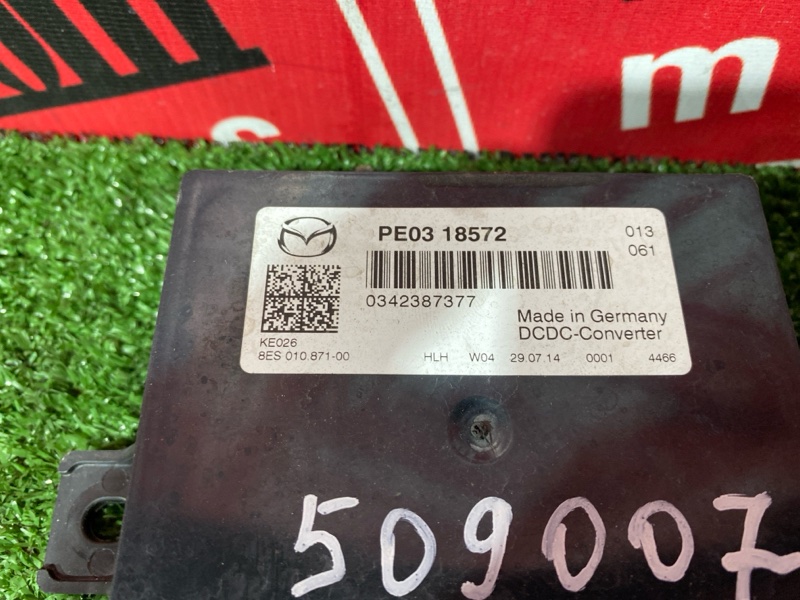 s
m
PE03 18572
013
061
0342387377
Made in Germany
DCDC-Converter
KE026
8ES 010.871-00 HLH W04 29.07.14 0001 4466
509007